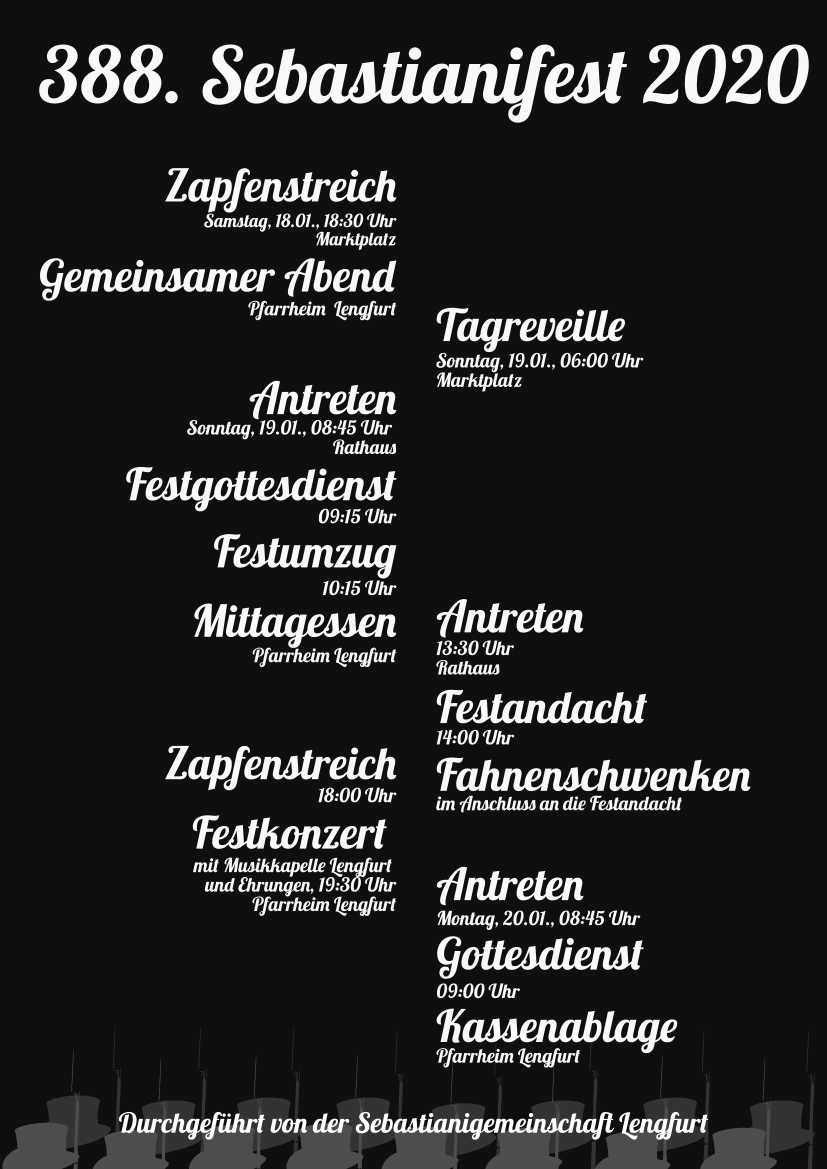 388. Sebastianifest 2020
Zapfenstreich
Samstag, 18.01., 18:30 Uhr
Marktplatz
Gemeinsamer Abend
Pfarrheim Lengfurt
Tagreveille
Sonntag, 19.01., 06:00 Uhr
Marktplatz
Antreten
Sonntag, 19.01., 08:45 Uhr
Rathaus
Festgottesdienst
09:15 Uhr
Festumzug
10:15 Uhr
Mittagessen
Pfarrheim Lengfurt
Antreten
13:30 Uhr
Rathaus
Festandacht
14:00 Uhr
Fahnenschwenken
im Anschluss an die Festandacht
Zapfenstreich
18:00 Uhr
Festkonzert
mit Musikkapelle Lengfurt
und Ehrungen, 19:30 Uhr
Pfarrheim Lengfurt
Antreten
Montag, 20.01., 08:45 Uhr
Gottesdienst
09:00 Uhr
Kassenablage
Pfarrheim Lengfurt
Durchgeführt von der Sebastianigemeinschaft Lengfurt